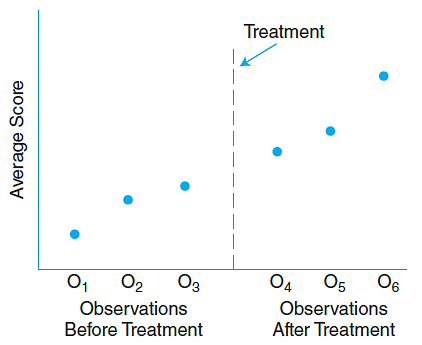 Treatment
Average Score
O₁ O₂ O₃ O₄ O₅ O₆
Observations
Before Treatment
Observations
After Treatment